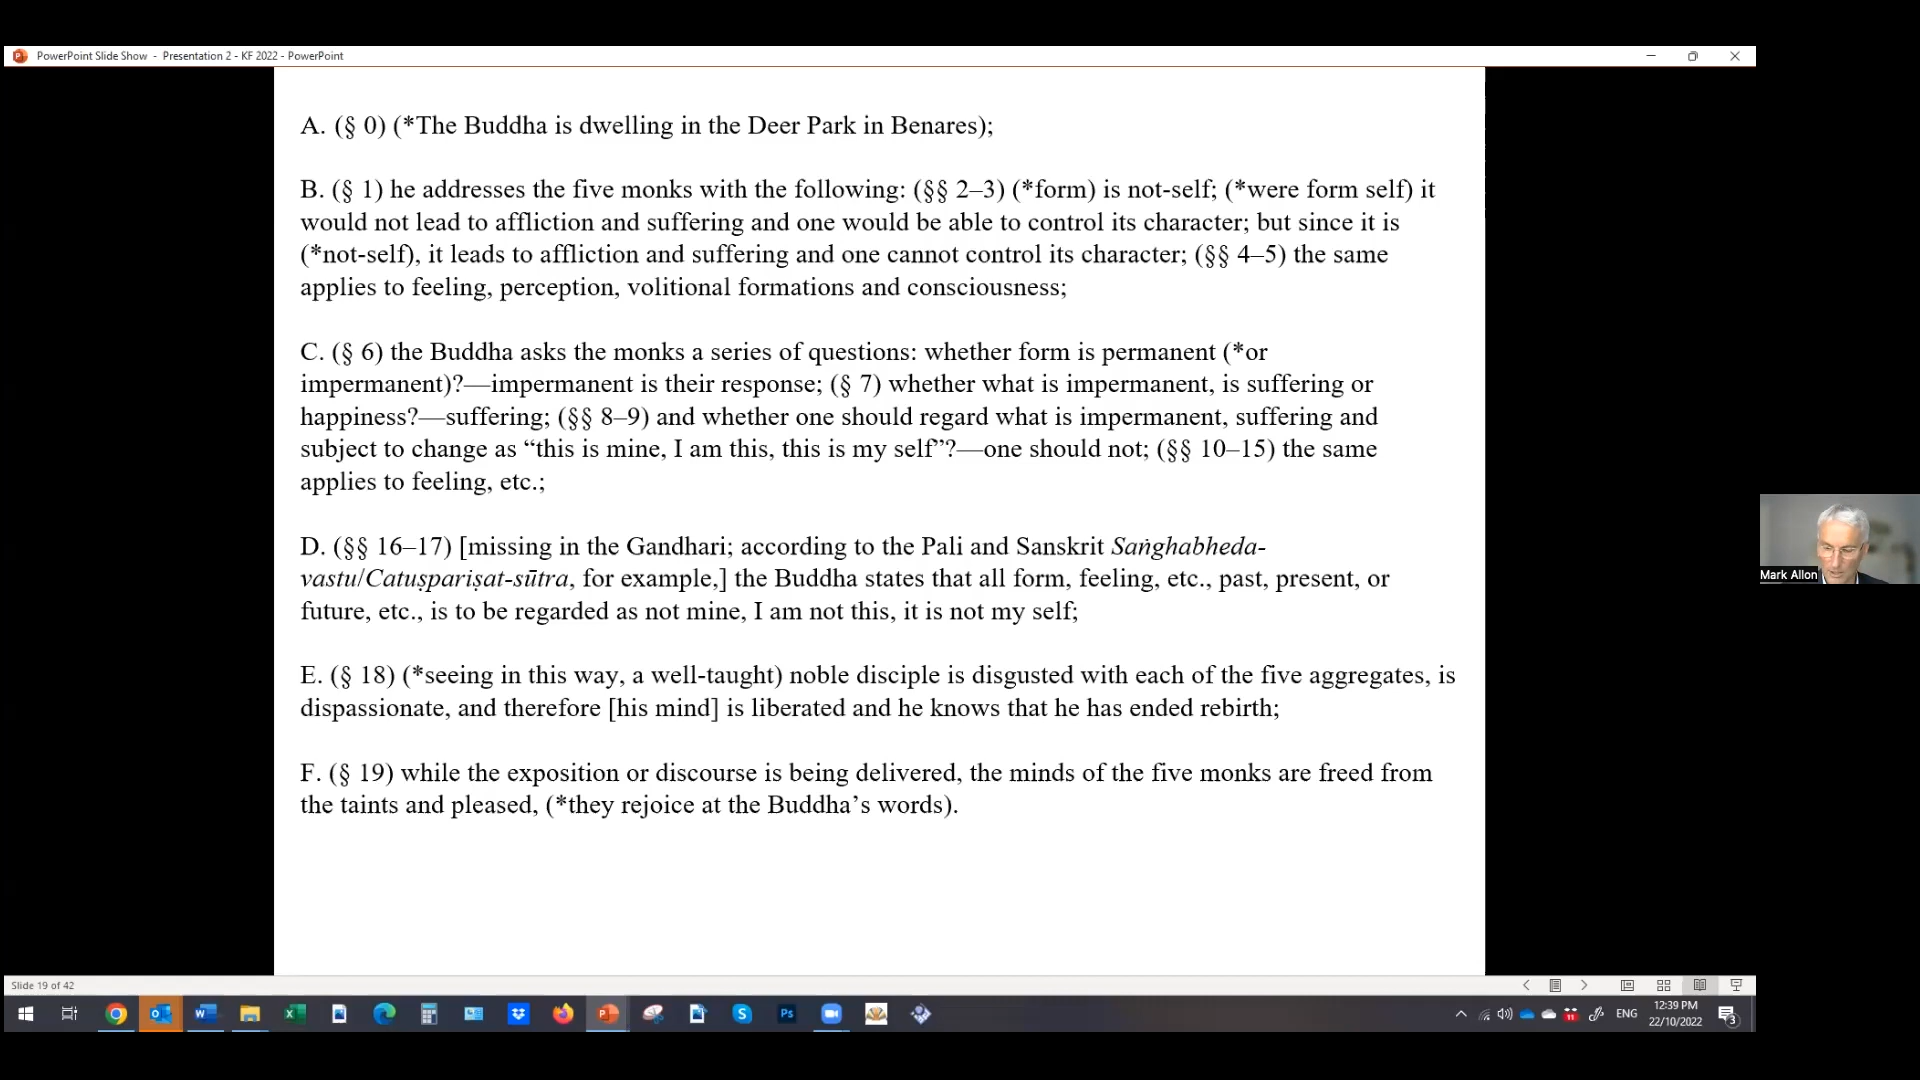 PowerPoint Slide Show - Presentation 2 - KF 2022 - PowerPoint
A. (§ 0) (*The Buddha is dwelling in the Deer Park in Benares);
B. (§ 1) he addresses the five monks with the following: (§§ 2–3) (*form) is not-self; (*were form self) it
would not lead to affliction and suffering and one would be able to control its character; but since it is
(*not-self), it leads to affliction and suffering and one cannot control its character; (§§ 4–5) the same
applies to feeling, perception, volitional formations and consciousness;
C. (§ 6) the Buddha asks the monks a series of questions: whether form is permanent (*or
impermanent)?—impermanent is their response; (§ 7) whether what is impermanent, is suffering or
happiness?—suffering; (§§ 8–9) and whether one should regard what is impermanent, suffering and
subject to change as “this is mine, I am this, this is my self”?—one should not; (§§ 10–15) the same
applies to feeling, etc.;
D. (§§ 16–17) [missing in the Gandhari; according to the Pali and Sanskrit Saṅghabheda-
vastu/Catuṣpariṣat-sūtra, for example,] the Buddha states that all form, feeling, etc., past, present, or
future, etc., is to be regarded as not mine, I am not this, it is not my self;
E. (§ 18) (*seeing in this way, a well-taught) noble disciple is disgusted with each of the five aggregates, is
dispassionate, and therefore [his mind] is liberated and he knows that he has ended rebirth;
F. (§ 19) while the exposition or discourse is being delivered, the minds of the five monks are freed from
the taints and pleased, (*they rejoice at the Buddha’s words).
Mark Allon
Slide 19 of 42
ENG
12:39 PM
22/10/2022
11
3